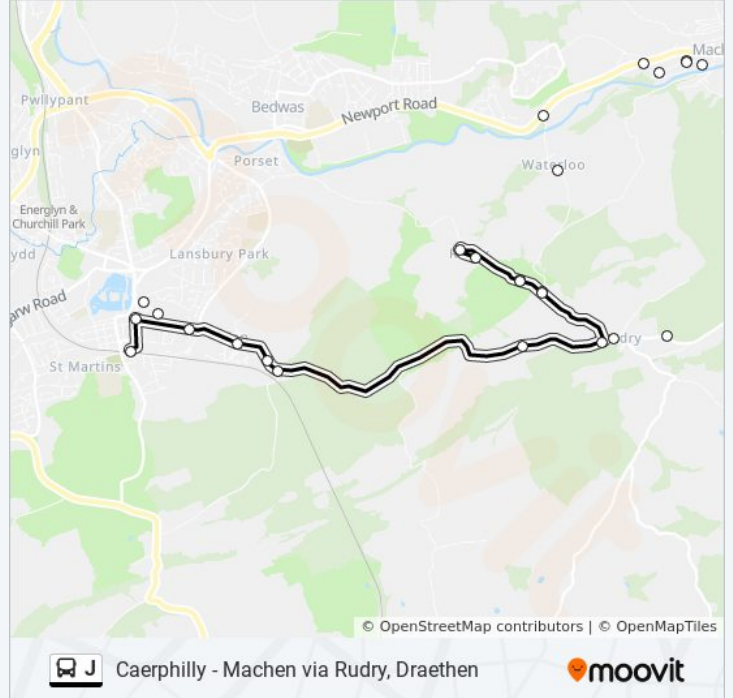 Mach
Pwllypant
Bedwas
Newport Road
glyn
Porset
Waterloo
Energlyn &
Churchill Park
ydd
Lansbury Park
arw Road
dry
St Martins
© OpenStreetMap contributors | © OpenMapTiles
J
Caerphilly - Machen via Rudry, Draethen
moovit